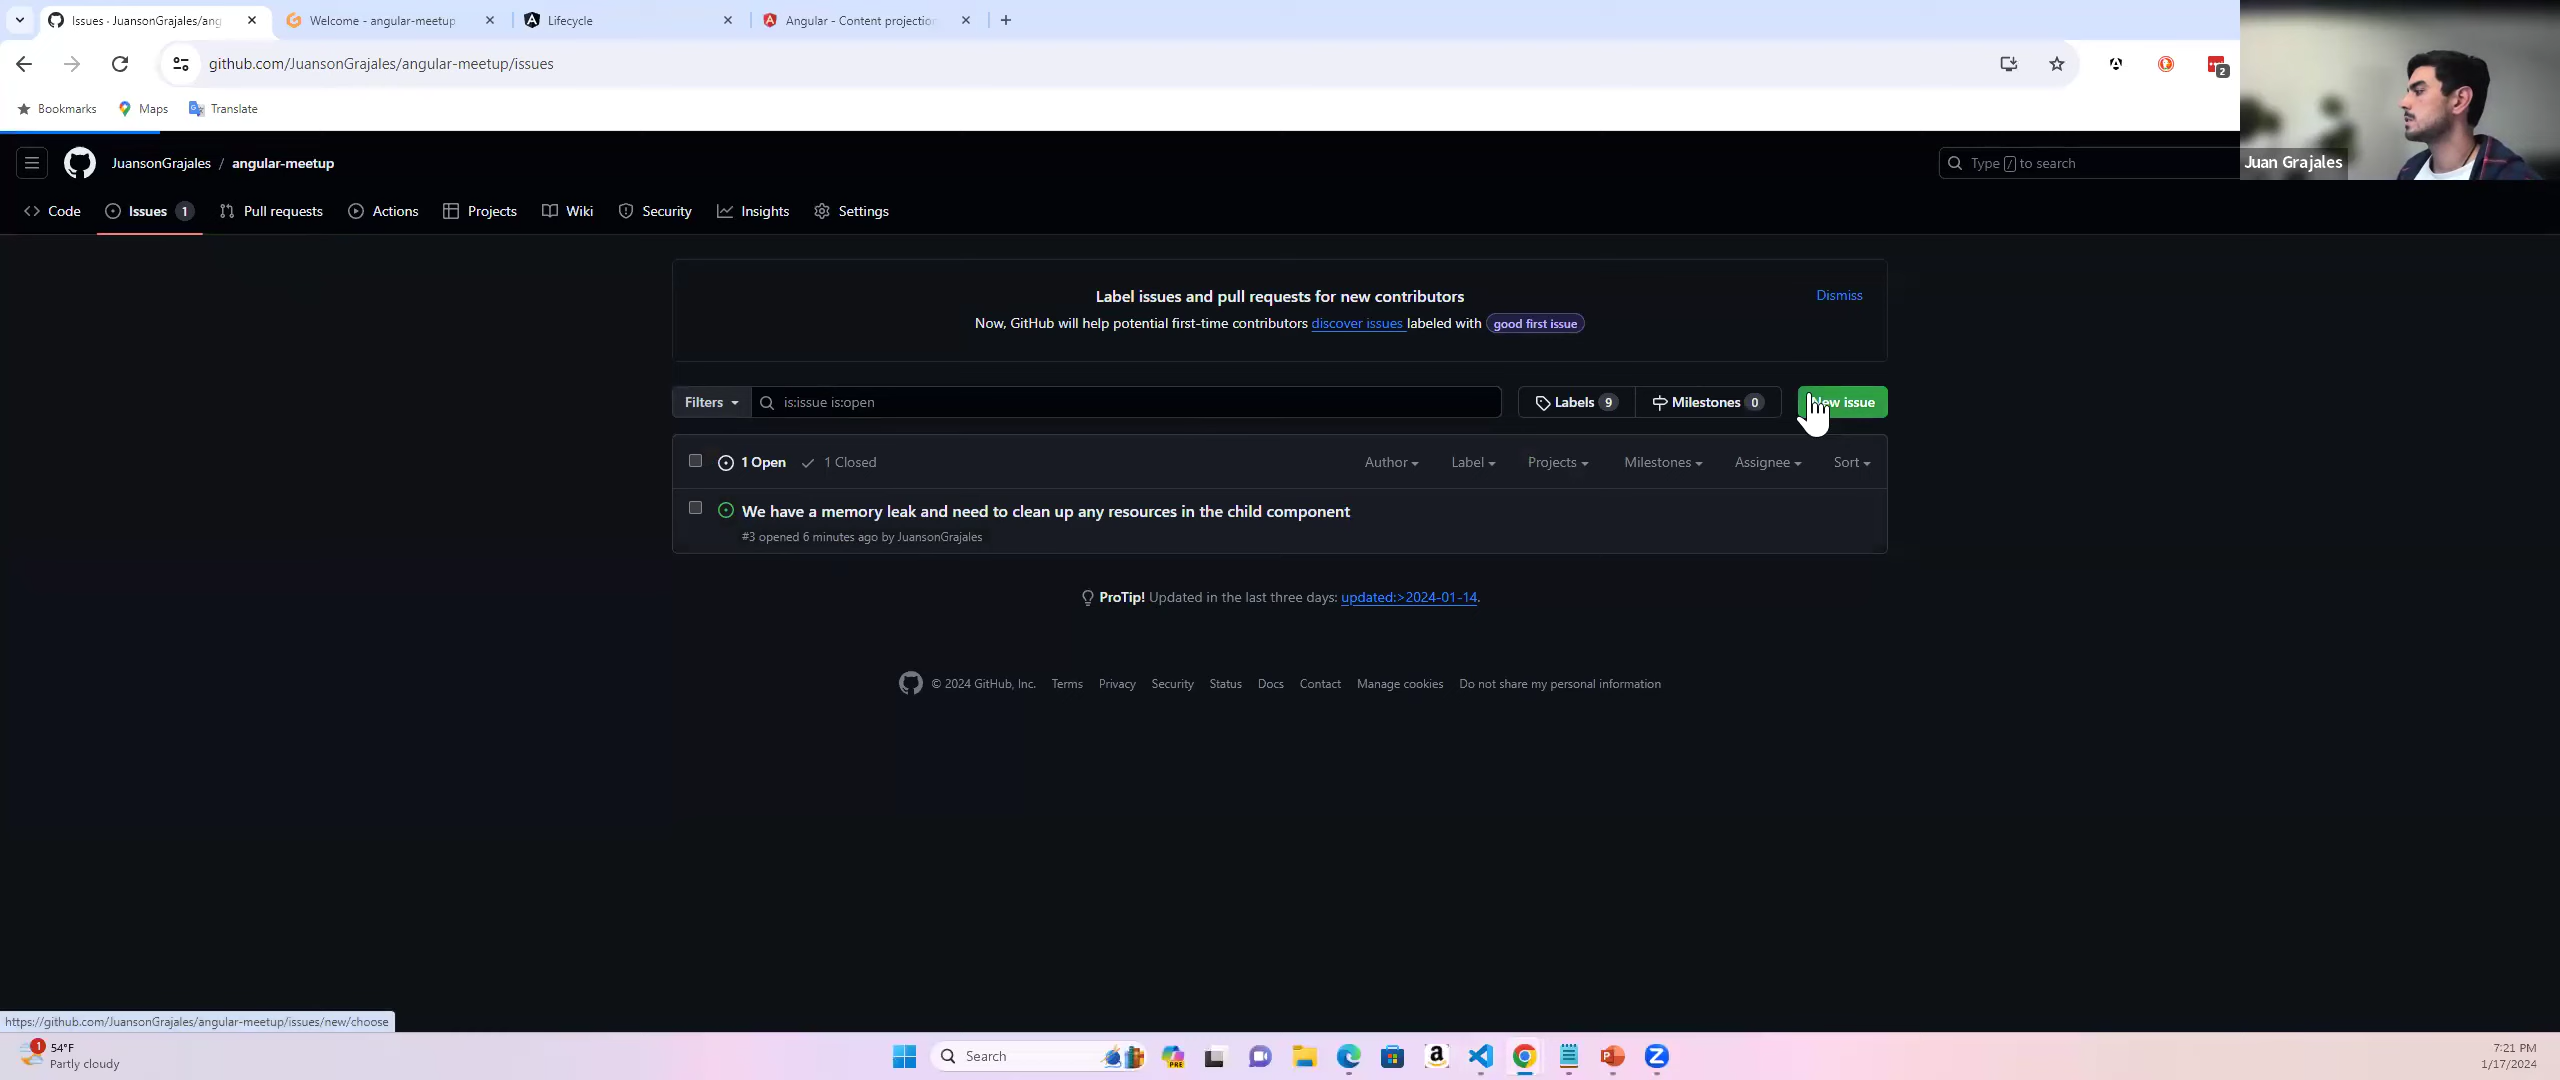 Issues · JuansonGrajales/ang
Welcome - angular-meetup
Lifecycle
Angular - Content projection
github.com/JuansonGrajales/angular-meetup/issues
2
Bookmarks
Maps
Translate
JuansonGrajales / angular-meetup
Type / to search
Juan Grajales
Code
Issues 1
Pull requests
Actions
Projects
Wiki
Security
Insights
Settings
Label issues and pull requests for new contributors
Dismiss
Now, GitHub will help potential first-time contributors discover issues labeled with good first issue
Filters
is:issue is:open
Labels 9
Milestones 0
New issue
1 Open
1 Closed
Author
Label
Projects
Milestones
Assignee
Sort
We have a memory leak and need to clean up any resources in the child component
#3 opened 6 minutes ago by JuansonGrajales
ProTip! Updated in the last three days: updated:>2024-01-14.
© 2024 GitHub, Inc.
Terms
Privacy
Security
Status
Docs
Contact
Manage cookies
Do not share my personal information
https://github.com/JuansonGrajales/angular-meetup/issues/new/choose
1
54°F
Partly cloudy
Search
PRE
7:21 PM
1/17/2024